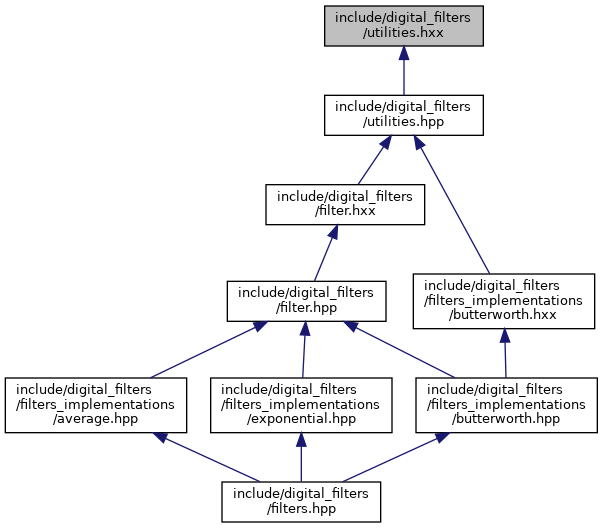 include/digital_filters
/utilities.hxx
include/digital_filters
/utilities.hpp
include/digital_filters
/filter.hxx
include/digital_filters
/filter.hpp
include/digital_filters
/filters_implementations
/butterworth.hxx
include/digital_filters
/filters_implementations
/average.hpp
include/digital_filters
/filters_implementations
/exponential.hpp
include/digital_filters
/filters_implementations
/butterworth.hpp
include/digital_filters
/filters.hpp